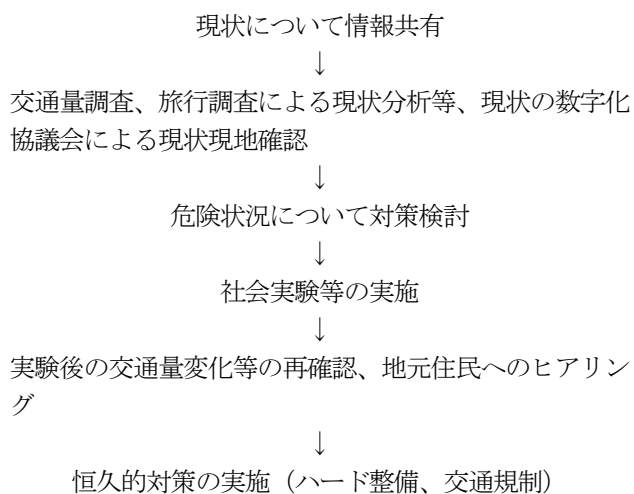 現状について情報共有
↓
交通量調査、旅行調査による現状分析等、現状の数字化
協議会による現状現地確認
↓
危険状況について対策検討
↓
社会実験等の実施
↓
実験後の交通量変化等の再確認、地元住民へのヒアリン
グ
↓
恒久的対策の実施（ハード整備、交通規制）